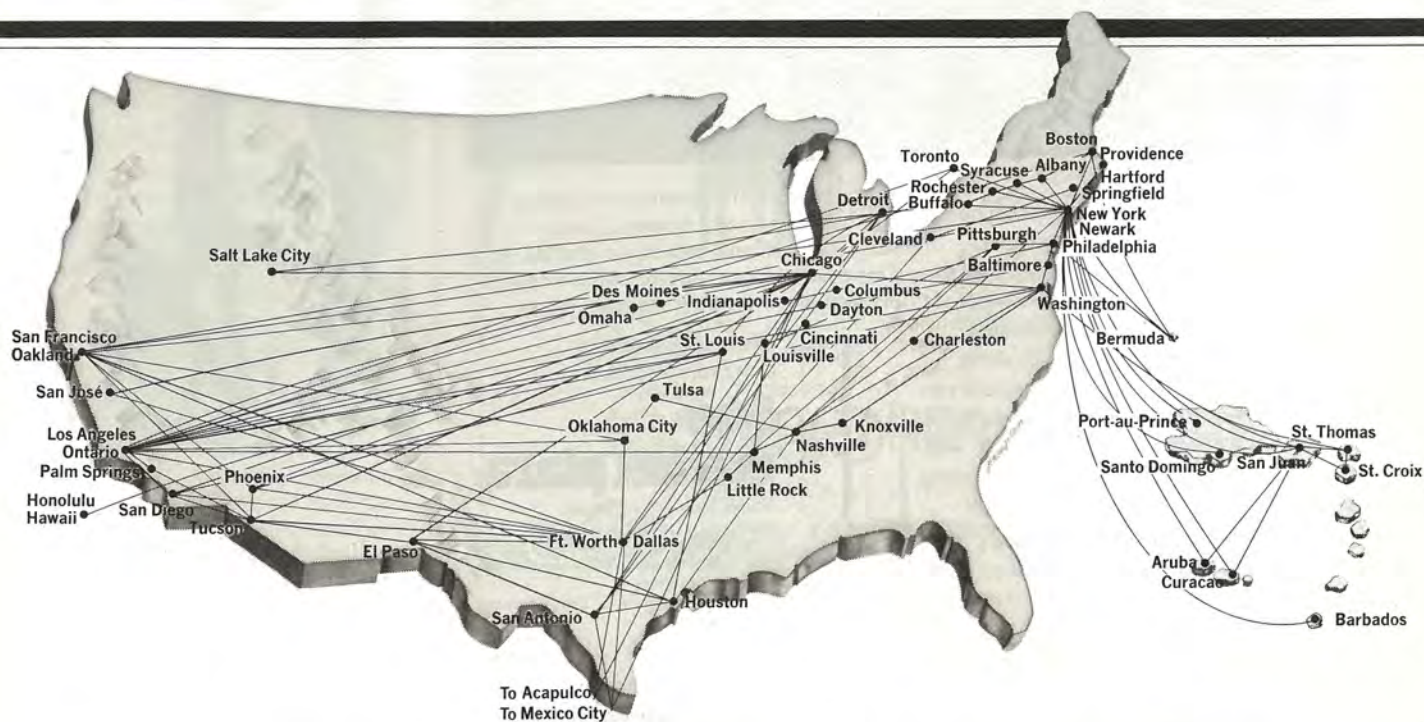 Boston
Providence
Toronto
Syracuse
Albany
Hartford
Springfield
Rochester
Buffalo
Detroit
New York
Newark
Cleveland
Pittsburgh
Philadelphia
Salt Lake City
Chicago
Baltimore
Des Moines
Indianapolis
Columbus
Washington
Omaha
Dayton
San Francisco
Oakland
St. Louis
Cincinnati
Louisville
Charleston
Bermuda
San José
Tulsa
Los Angeles
Ontario
Oklahoma City
Knoxville
Nashville
Port-au-Prince
St. Thomas
Palm Springs
Phoenix
Memphis
Santo Domingo
San Juan
St. Croix
Little Rock
Honolulu
Hawaii
San Diego
Tucson
El Paso
Ft. Worth
Dallas
Aruba
Curacao
Houston
San Antonio
Barbados
To Acapulco
To Mexico City